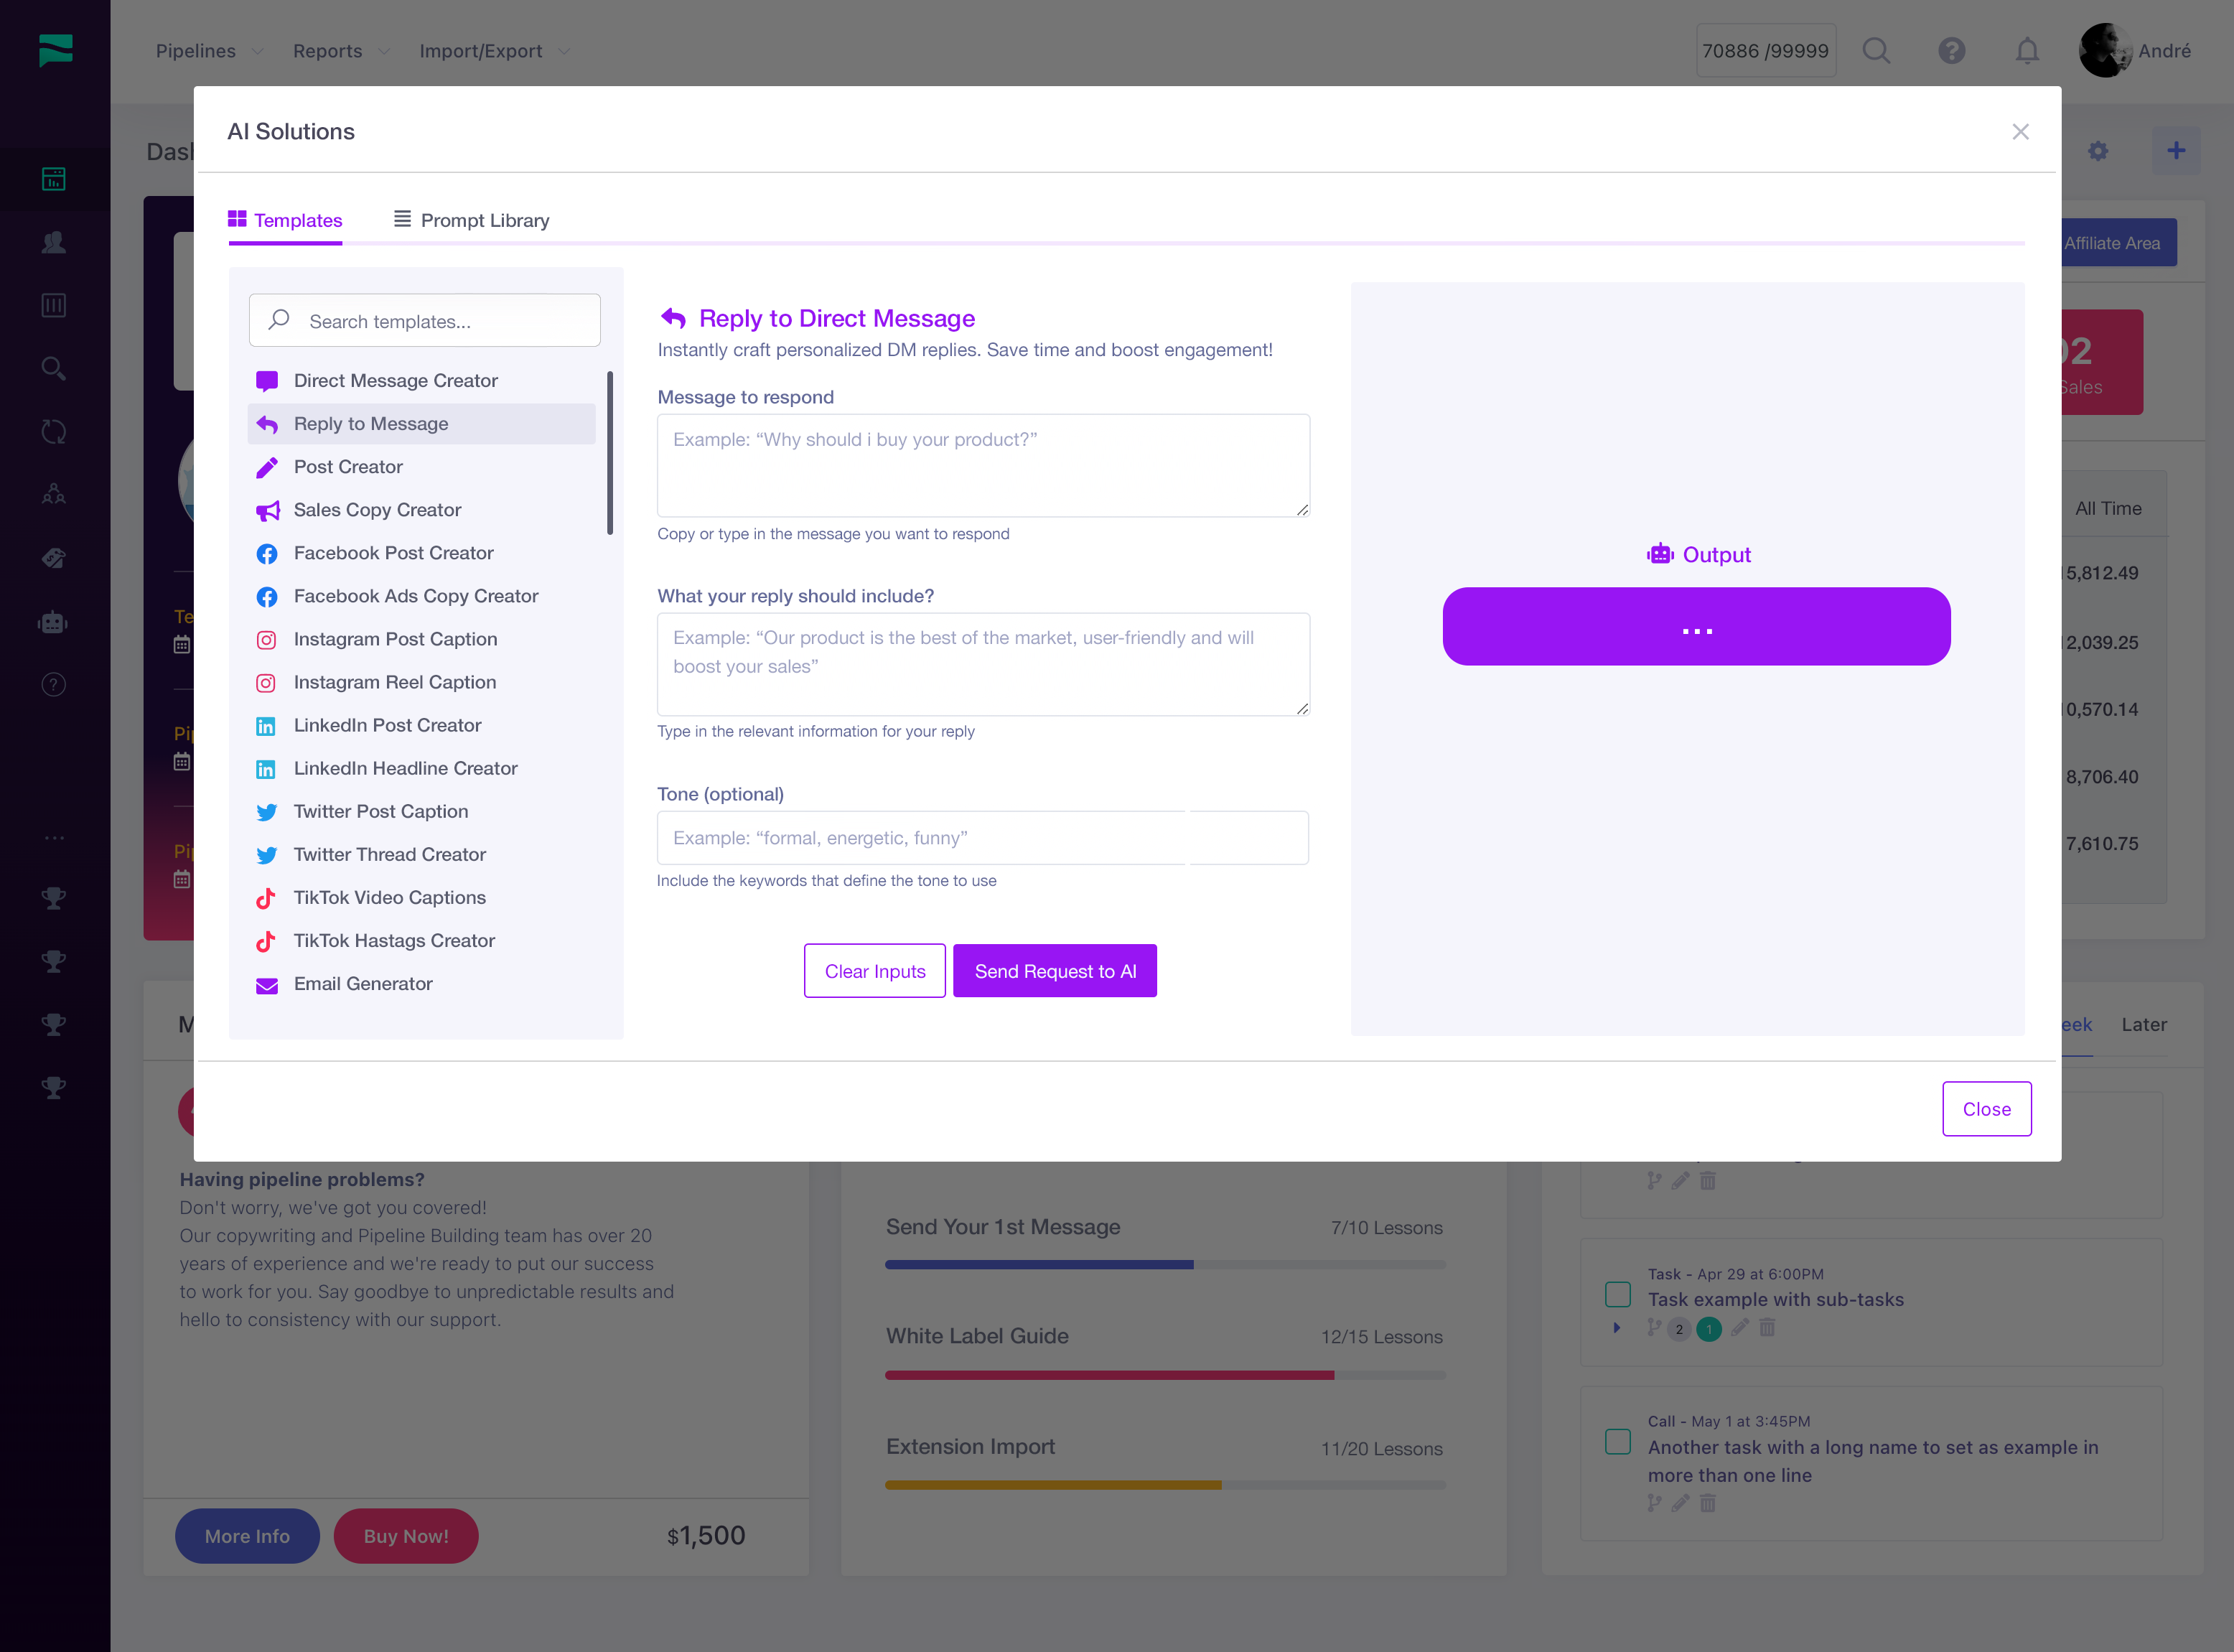 Pipelines
Reports
Import/Export
70886 /99999
André
AI Solutions
Templates
Prompt Library
Affiliate Area
Search templates...
Direct Message Creator
Reply to Message
Post Creator
Sales Copy Creator
Facebook Post Creator
Facebook Ads Copy Creator
Instagram Post Caption
Instagram Reel Caption
LinkedIn Post Creator
LinkedIn Headline Creator
Twitter Post Caption
Twitter Thread Creator
TikTok Video Captions
TikTok Hastags Creator
Email Generator
Reply to Direct Message
Instantly craft personalized DM replies. Save time and boost engagement!
Message to respond
Example: “Why should i buy your product?”
Copy or type in the message you want to respond
What your reply should include?
Example: “Our product is the best of the market, user-friendly and will
boost your sales”
Type in the relevant information for your reply
Tone (optional)
Example: “formal, energetic, funny”
Include the keywords that define the tone to use
Clear Inputs
Send Request to AI
Output
...
Sales
All Time
5,812.49
2,039.25
0,570.14
8,706.40
7,610.75
Later
Close
Having pipeline problems?
Don't worry, we've got you covered!
Our copywriting and Pipeline Building team has over 20
years of experience and we're ready to put our success
to work for you. Say goodbye to unpredictable results and
hello to consistency with our support.
More Info
Buy Now!
$1,500
Send Your 1st Message
7/10 Lessons
White Label Guide
12/15 Lessons
Extension Import
11/20 Lessons
Task - Apr 29 at 6:00PM
Task example with sub-tasks
2
1
Call - May 1 at 3:45PM
Another task with a long name to set as example in
more than one line